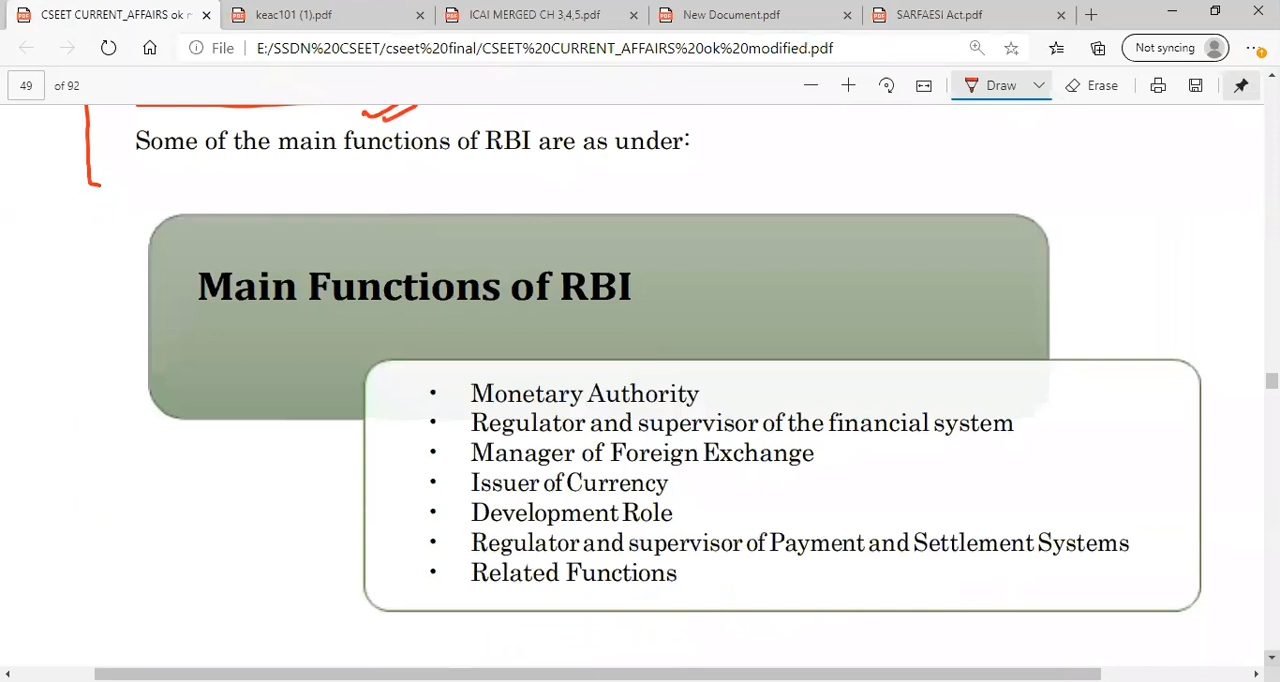 CSEET CURRENT_AFFAIRS ok
keac101 (1).pdf
ICAI MERGED CH 3,4,5.pdf
New Document.pdf
SARFAESI Act.pdf
File
E:/SSDN%20CSEET/cseet%20final/CSEET%20CURRENT_AFFAIRS%20ok%20modified.pdf
Not syncing
49 of 92
Draw
Erase
Some of the main functions of RBI are as under:
Main Functions of RBI
• Monetary Authority
• Regulator and supervisor of the financial system
• Manager of Foreign Exchange
• Issuer of Currency
• Development Role
• Regulator and supervisor of Payment and Settlement Systems
• Related Functions